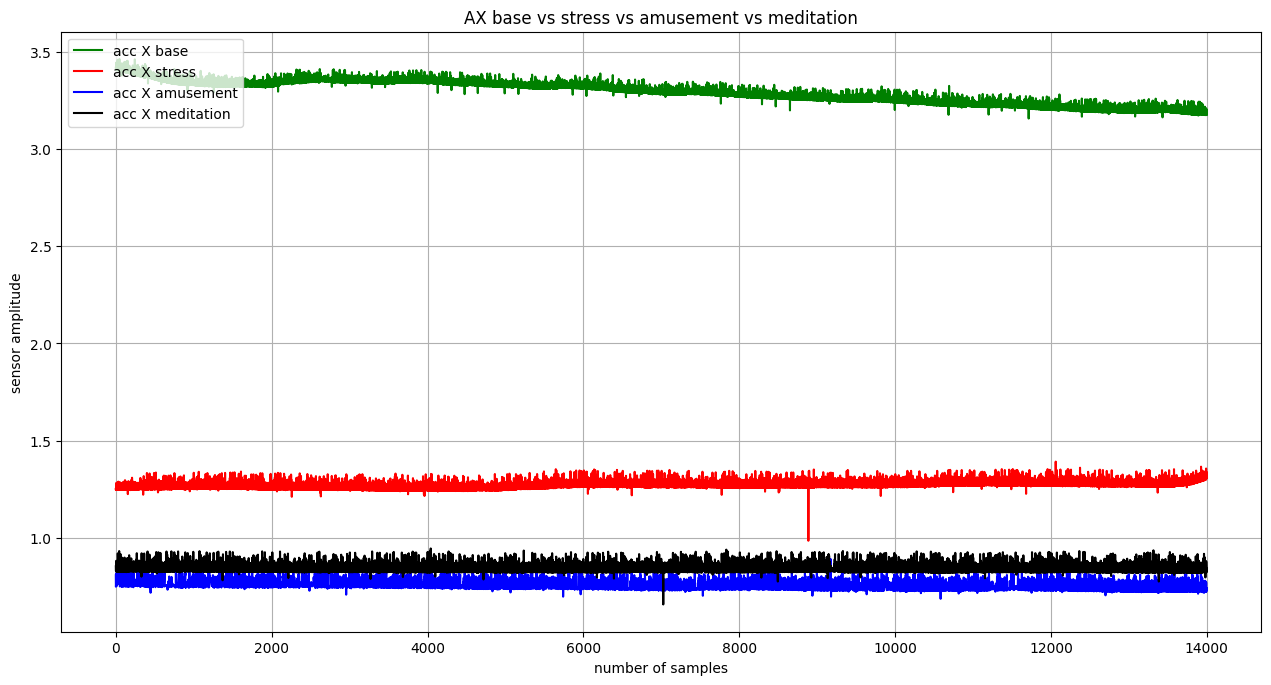 AX base vs stress vs amusement vs meditation
acc X base
acc X stress
acc X amusement
acc X meditation
sensor amplitude
3.5
3.0
2.5
2.0
1.5
1.0
0 2000 4000 6000 8000 10000 12000 14000
number of samples